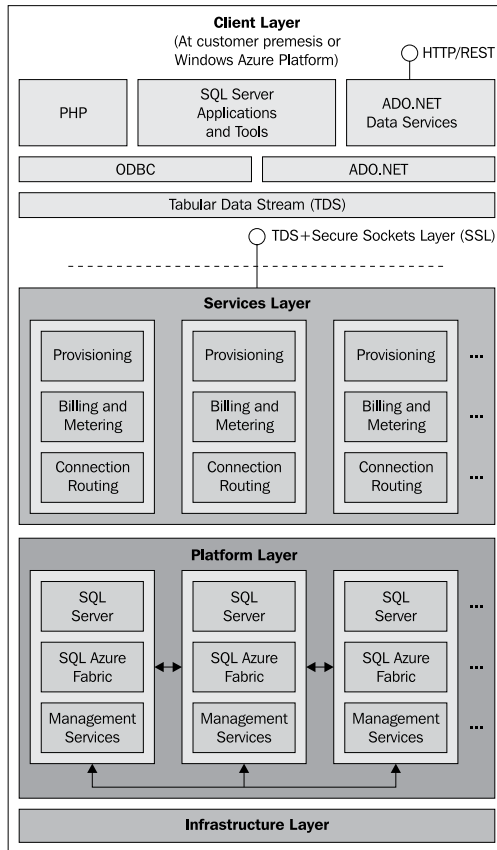 Client Layer
(At customer premesis or
Windows Azure Platform)
HTTP/REST
PHP
SQL Server
Applications
and Tools
ADO.NET
Data Services
ODBC
ADO.NET
Tabular Data Stream (TDS)
TDS+Secure Sockets Layer (SSL)
Services Layer
Provisioning
Provisioning
Provisioning
...
Billing and
Metering
Billing and
Metering
Billing and
Metering
...
Connection
Routing
Connection
Routing
Connection
Routing
...
Platform Layer
SQL
Server
SQL
Server
SQL
Server
...
SQL Azure
Fabric
SQL Azure
Fabric
SQL Azure
Fabric
...
Management
Services
Management
Services
Management
Services
...
Infrastructure Layer